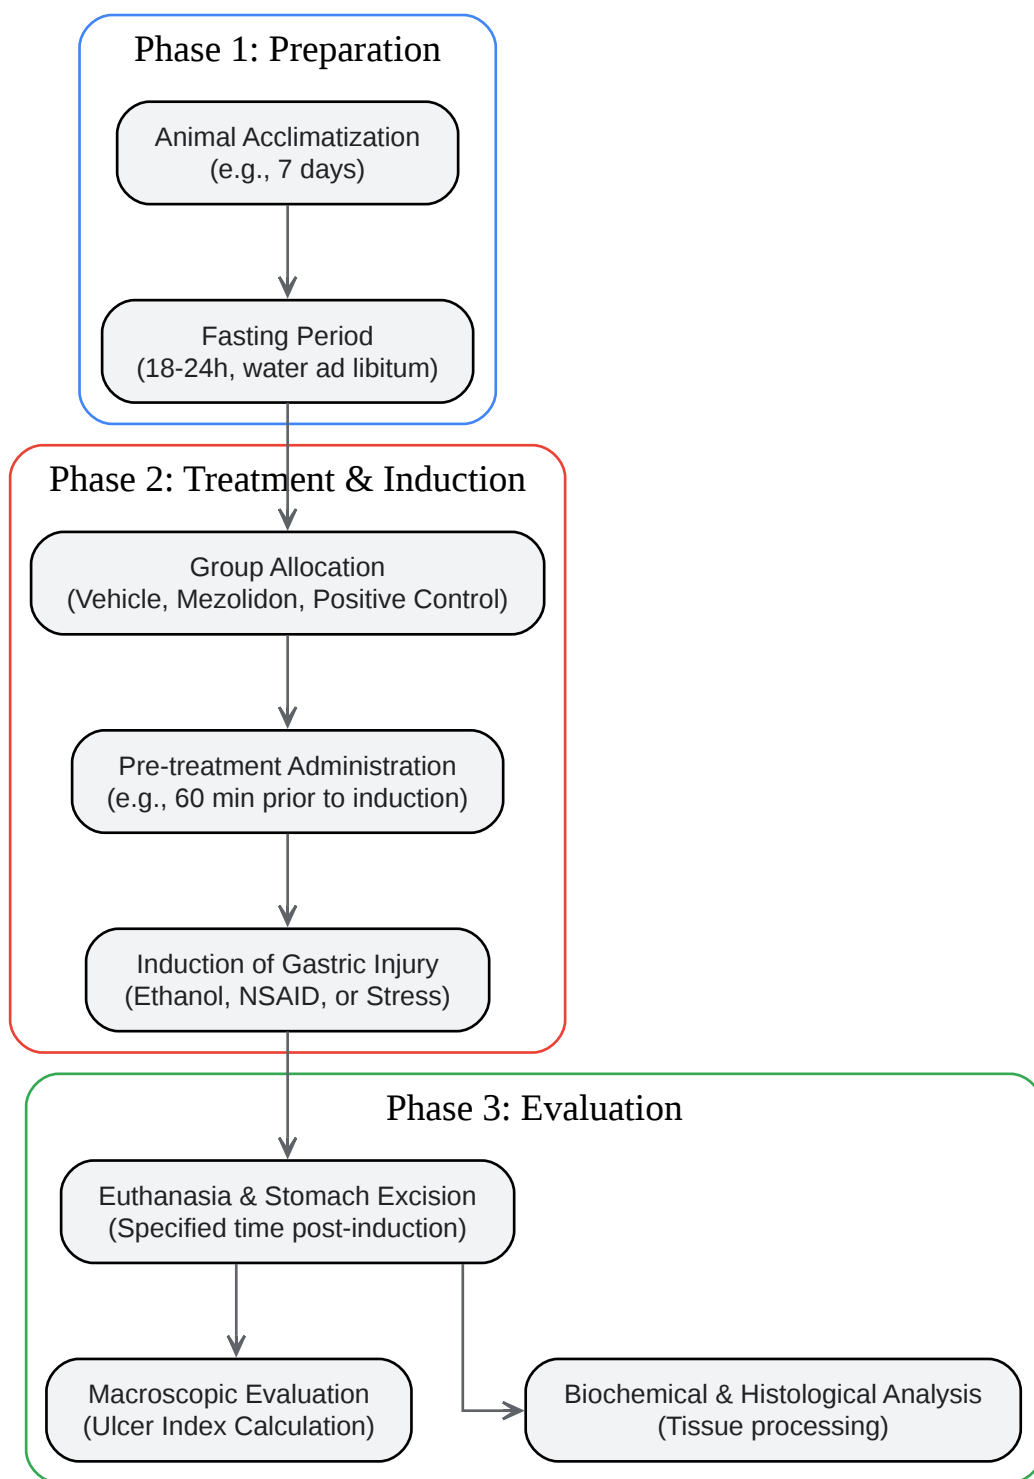 Phase 1: Preparation
Animal Acclimatization
(e.g., 7 days)
Fasting Period
(18-24h, water ad libitum)
Phase 2: Treatment & Induction
Group Allocation
(Vehicle, Mezolidon, Positive Control)
Pre-treatment Administration
(e.g., 60 min prior to induction)
Induction of Gastric Injury
(Ethanol, NSAID, or Stress)
Phase 3: Evaluation
Euthanasia & Stomach Excision
(Specified time post-induction)
Macroscopic Evaluation
(Ulcer Index Calculation)
Biochemical & Histological Analysis
(Tissue processing)